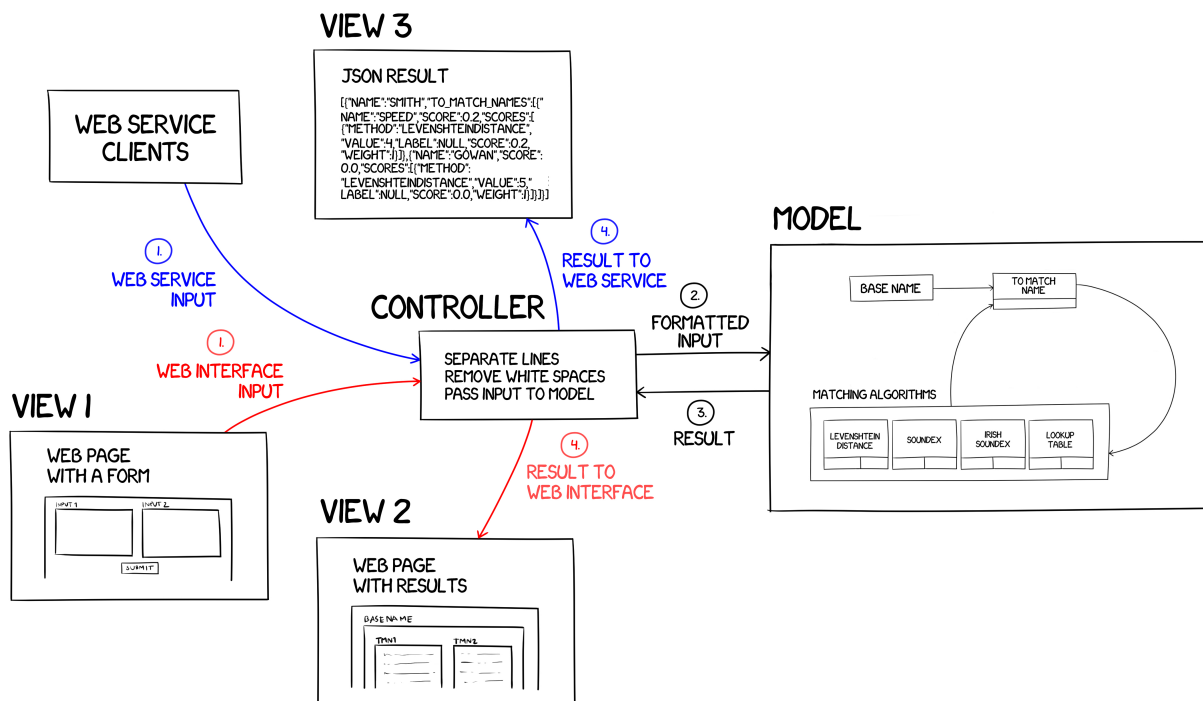 VIEW 3
JSON RESULT
[{"NAME":"SMITH","TO_MATCH_NAMES":[{"
NAME":"SPEED","SCORE":0.2,"SCORES":[
{"METHOD":"LEVENSHTEINDISTANCE",
"VALUE":4,"LABEL":NULL,"SCORE":0.2,
"WEIGHT":1}]},{"NAME":"GOWAN","SCORE":
0.0,"SCORES":[{"METHOD":
"LEVENSHTEINDISTANCE","VALUE":5,"
LABEL":NULL,"SCORE":0.0,"WEIGHT":1}]}]}]
WEB SERVICE
CLIENTS
1.
WEB SERVICE
INPUT
4.
RESULT TO
WEB SERVICE
MODEL
BASE NAME
TO MATCH
NAME
MATCHING ALGORITHMS
LEVENSHTEIN
DISTANCE
SOUNDEX
IRISH
SOUNDEX
LOOKUP
TABLE
CONTROLLER
SEPARATE LINES
REMOVE WHITE SPACES
PASS INPUT TO MODEL
2.
FORMATTED
INPUT
3.
RESULT
1.
WEB INTERFACE
INPUT
VIEW 1
WEB PAGE
WITH A FORM
INPUT 1
INPUT 2
SUBMIT
4.
RESULT TO
WEB INTERFACE
VIEW 2
WEB PAGE
WITH RESULTS
BASE NAME
TMN1
TMN2